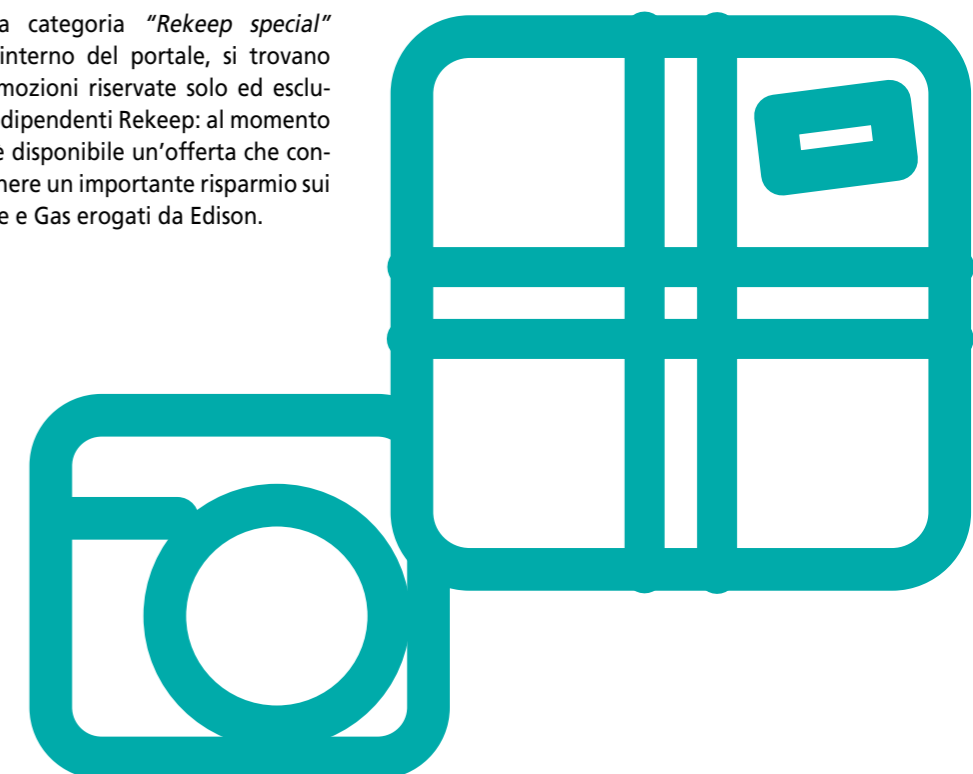 a categoria “Rekeep special”
interno del portale, si trovano
mozioni riservate solo ed esclu-
dipendenti Rekeep: al momento
e disponibile un’offerta che con-
nere un importante risparmio sui
e e Gas erogati da Edison.